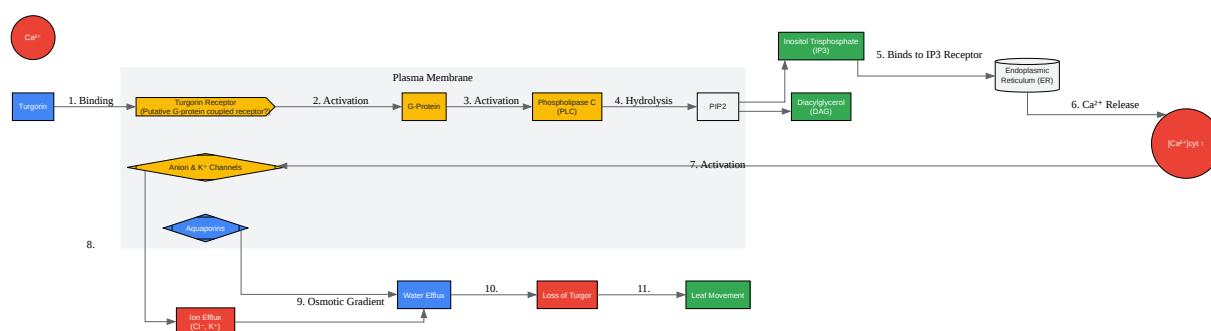 Ca²⁺
Plasma Membrane
Turgorin
1. Binding
Turgorin Receptor
(Putative G-protein coupled receptor?)
2. Activation
G-Protein
3. Activation
Phospholipase C
(PLC)
4. Hydrolysis
PIP2
Inositol Trisphosphate
(IP3)
Diacylglycerol
(DAG)
5. Binds to IP3 Receptor
Endoplasmic
Reticulum (ER)
6. Ca²⁺ Release
[Ca²⁺]cyt ↑
7. Activation
Anion & K⁺ Channels
Aquaporins
8.
Ion Efflux
(Cl⁻, K⁺)
9. Osmotic Gradient
Water Efflux
10.
Loss of Turgor
11.
Leaf Movement